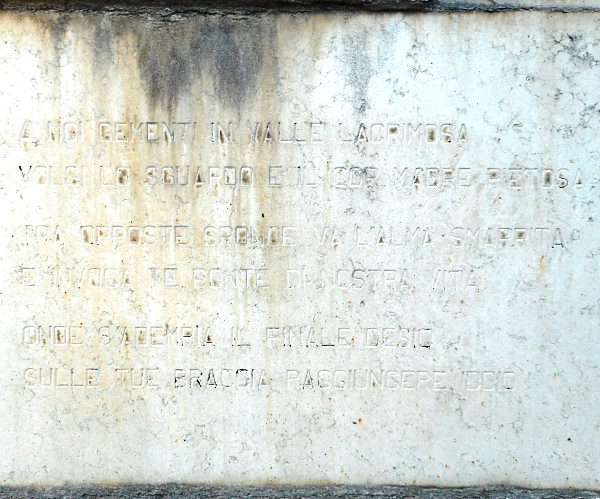 A NOI GEMENTI IN VALLE LACRIMOSA
VOLGI LO SGUARDO E IL COR MADRE PIETOSA
TRA OPPOSTE SPONDE VA L'ALMA SMARRITA
E INVOCA TE PONTE DI NOSTRA VITA
ONDE S'ADEMPIA IL FINALE DESIO
SULLE TUE BRACCIA RAGGIUNGERE IDDIO